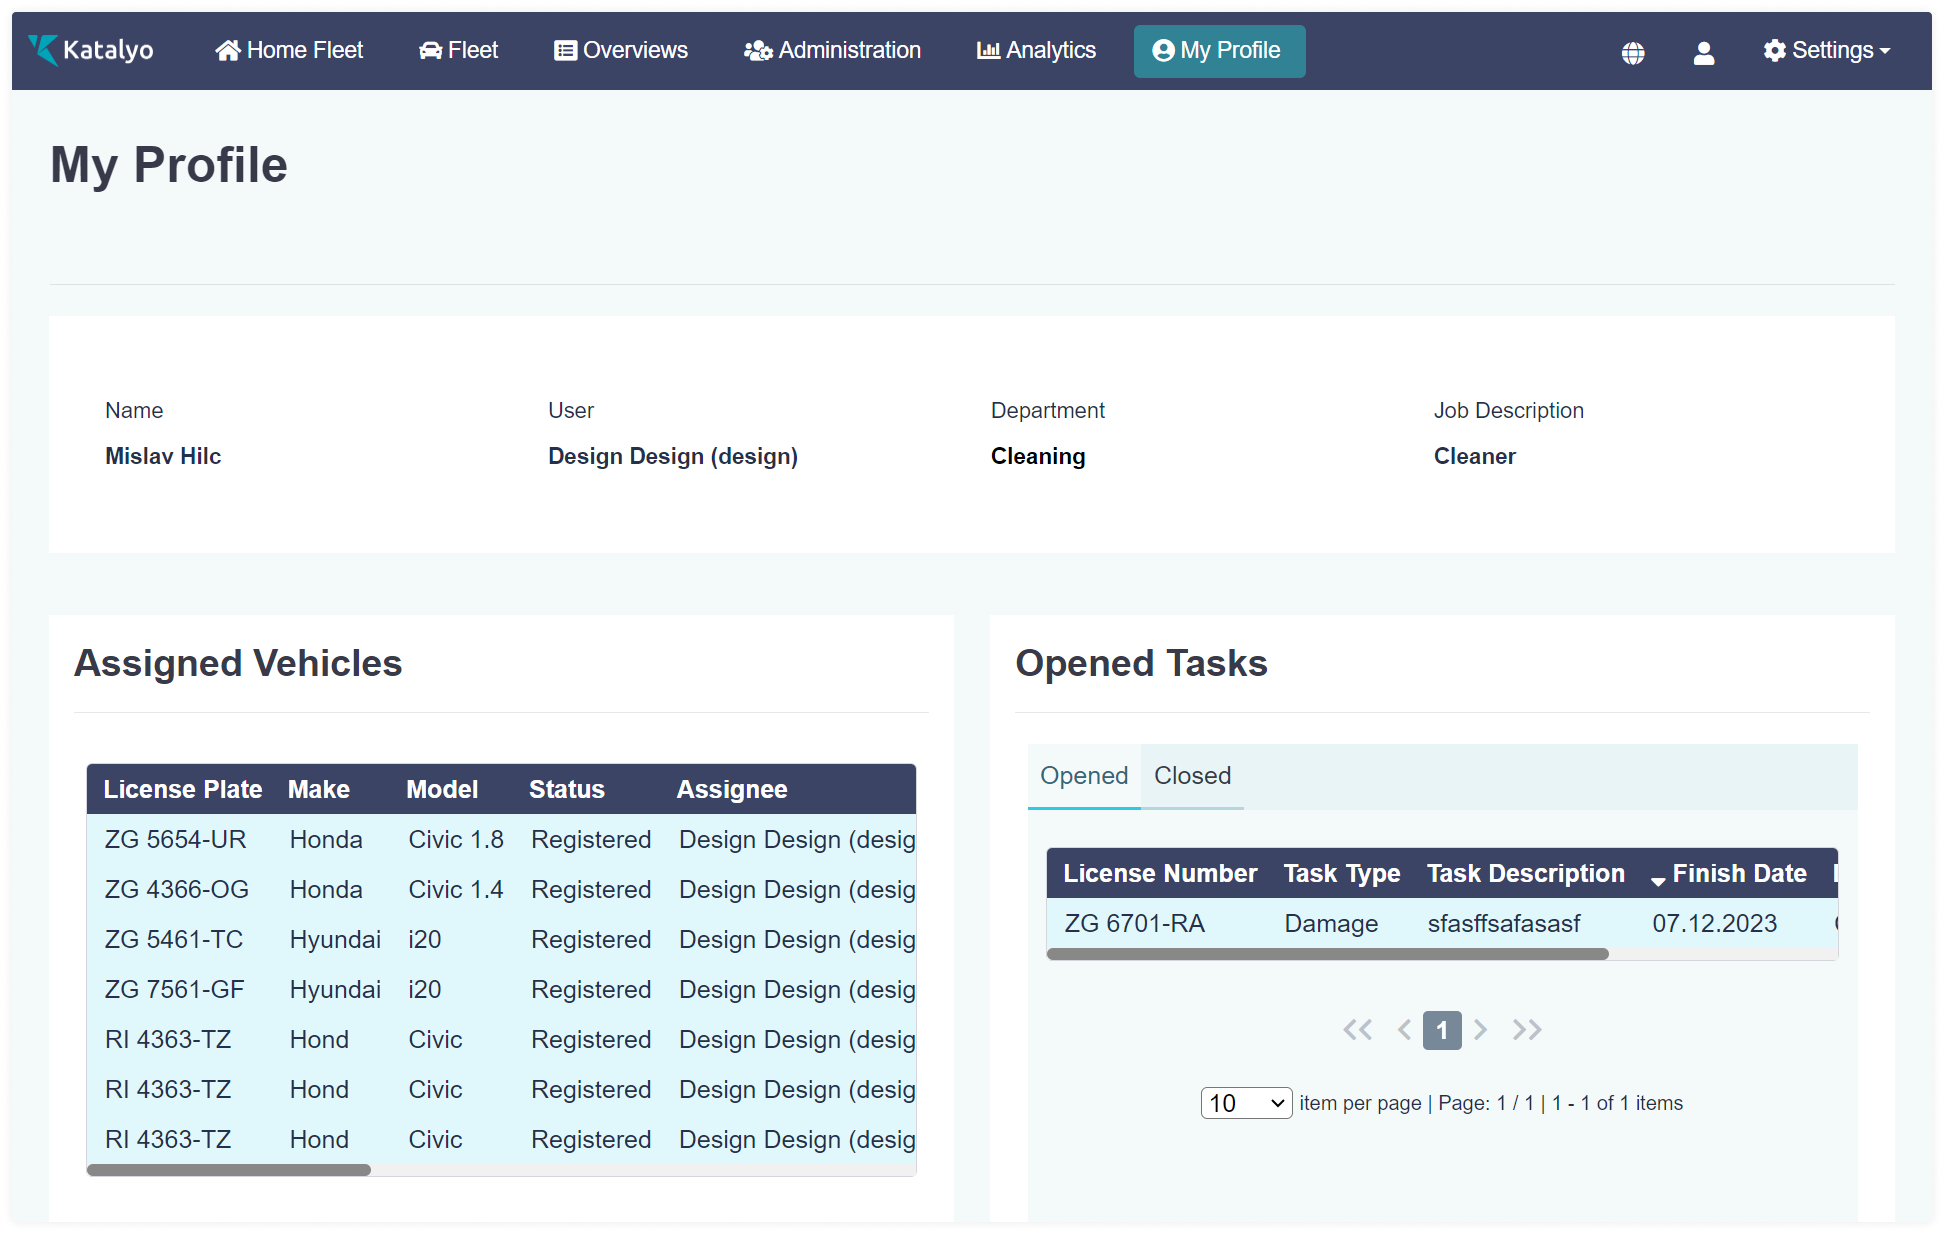 Katalyo Home Fleet Fleet Overviews Administration Analytics My Profile Settings
My Profile
Name User Department Job Description
Mislav Hilc Design Design (design) Cleaning Cleaner
Assigned Vehicles
License Plate Make Model Status Assignee
ZG 5654-UR Honda Civic 1.8 Registered Design Design (desig
ZG 4366-OG Honda Civic 1.4 Registered Design Design (desig
ZG 5461-TC Hyundai i20 Registered Design Design (desig
ZG 7561-GF Hyundai i20 Registered Design Design (desig
RI 4363-TZ Hond Civic Registered Design Design (desig
RI 4363-TZ Hond Civic Registered Design Design (desig
RI 4363-TZ Hond Civic Registered Design Design (desig
Opened Tasks
Opened Closed
License Number Task Type Task Description Finish Date
ZG 6701-RA Damage sfasffsafasasf 07.12.2023
<< < 1 > >>
10 item per page | Page: 1 / 1 | 1 - 1 of 1 items